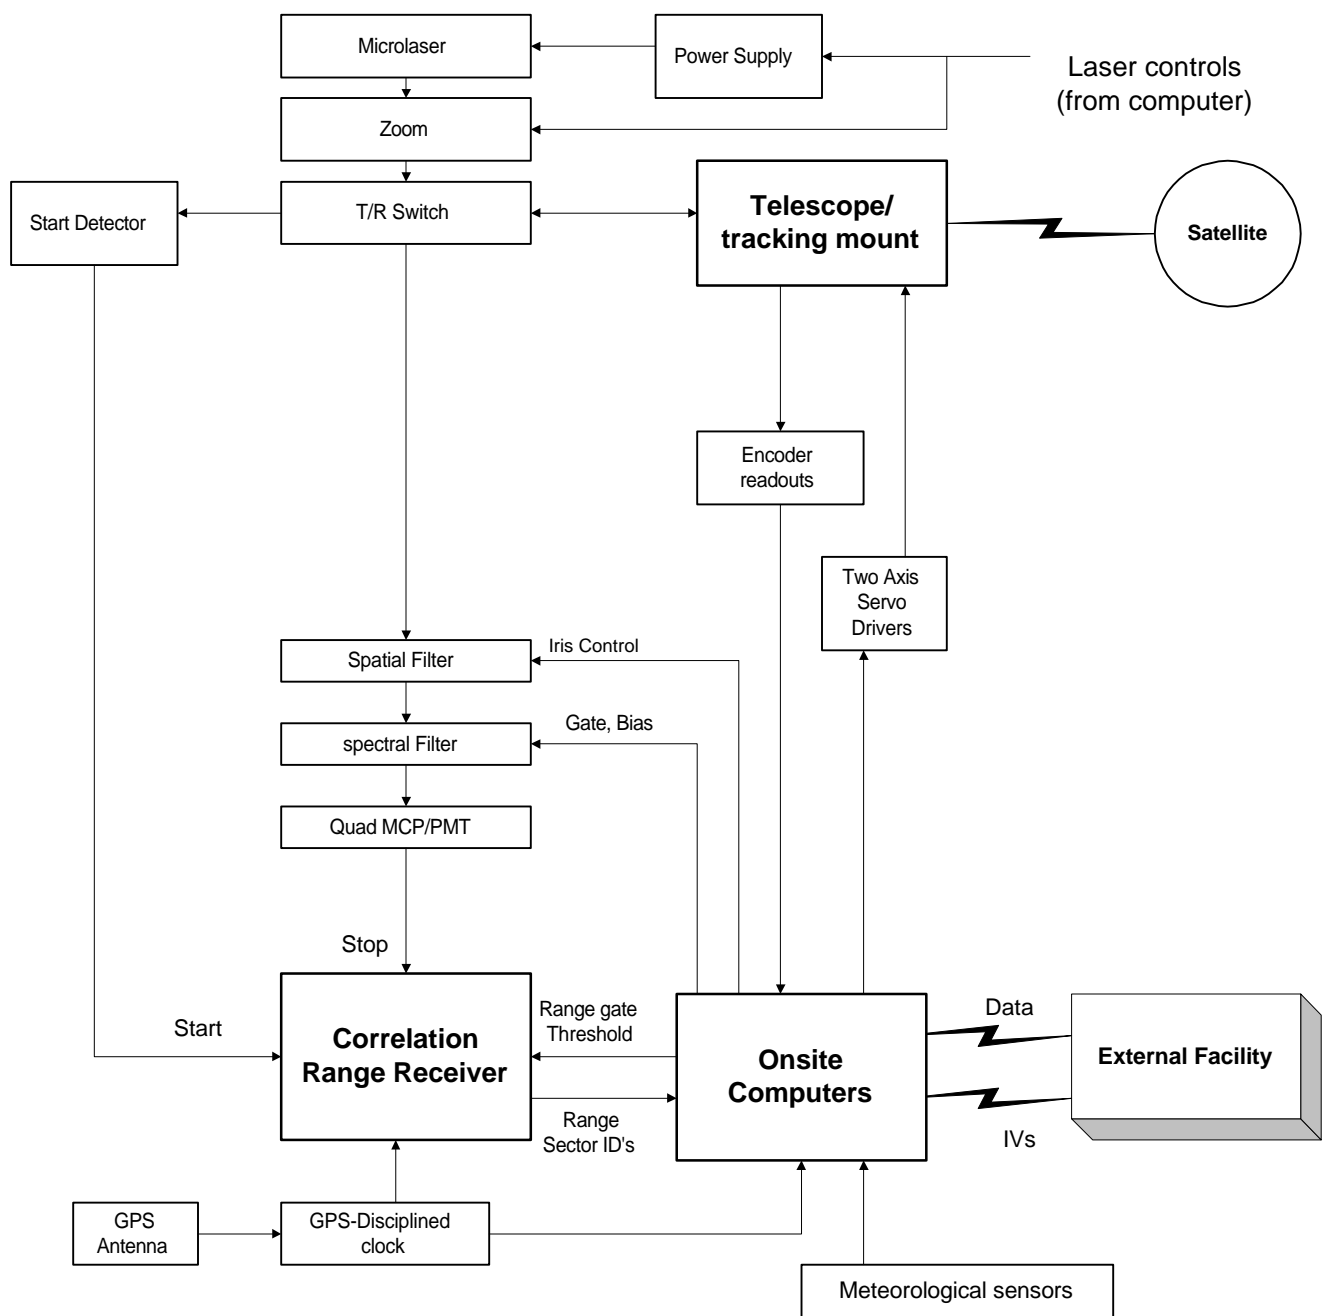 Microlaser
Power Supply
Laser controls
(from computer)
Zoom
Start Detector
T/R Switch
Telescope/
tracking mount
Satellite
Encoder
readouts
Two Axis
Servo
Drivers
Spatial Filter
Iris Control
spectral Filter
Gate, Bias
Quad MCP/PMT
Stop
Start
Correlation
Range Receiver
Range gate
Threshold
Range
Sector ID's
Onsite
Computers
Data
IVs
External Facility
GPS
Antenna
GPS-Disciplined
clock
Meteorological sensors